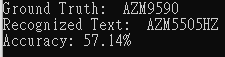 Ground Truth:  AZM9590
Recognized Text:  AZM5505HZ
Accuracy: 57.14%